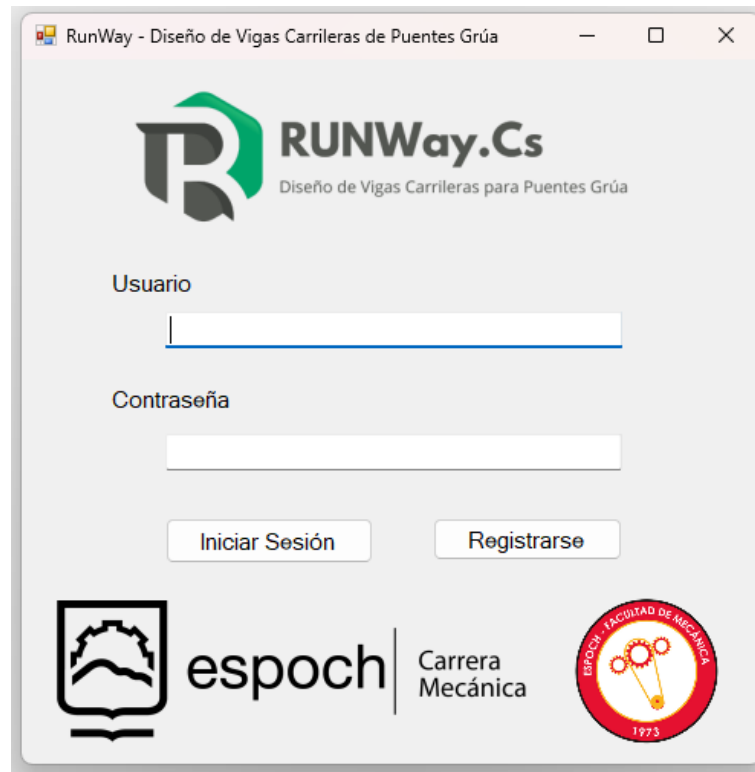 RunWay - Diseño de Vigas Carrileras de Puentes Grúa
RUNWay.Cs
Diseño de Vigas Carrileras para Puentes Grúa
Usuario
Contraseña
Iniciar Sesión
Registrarse
espoch
Carrera
Mecánica
ESPOCH - FACULTAD DE MECÁNICA
1973